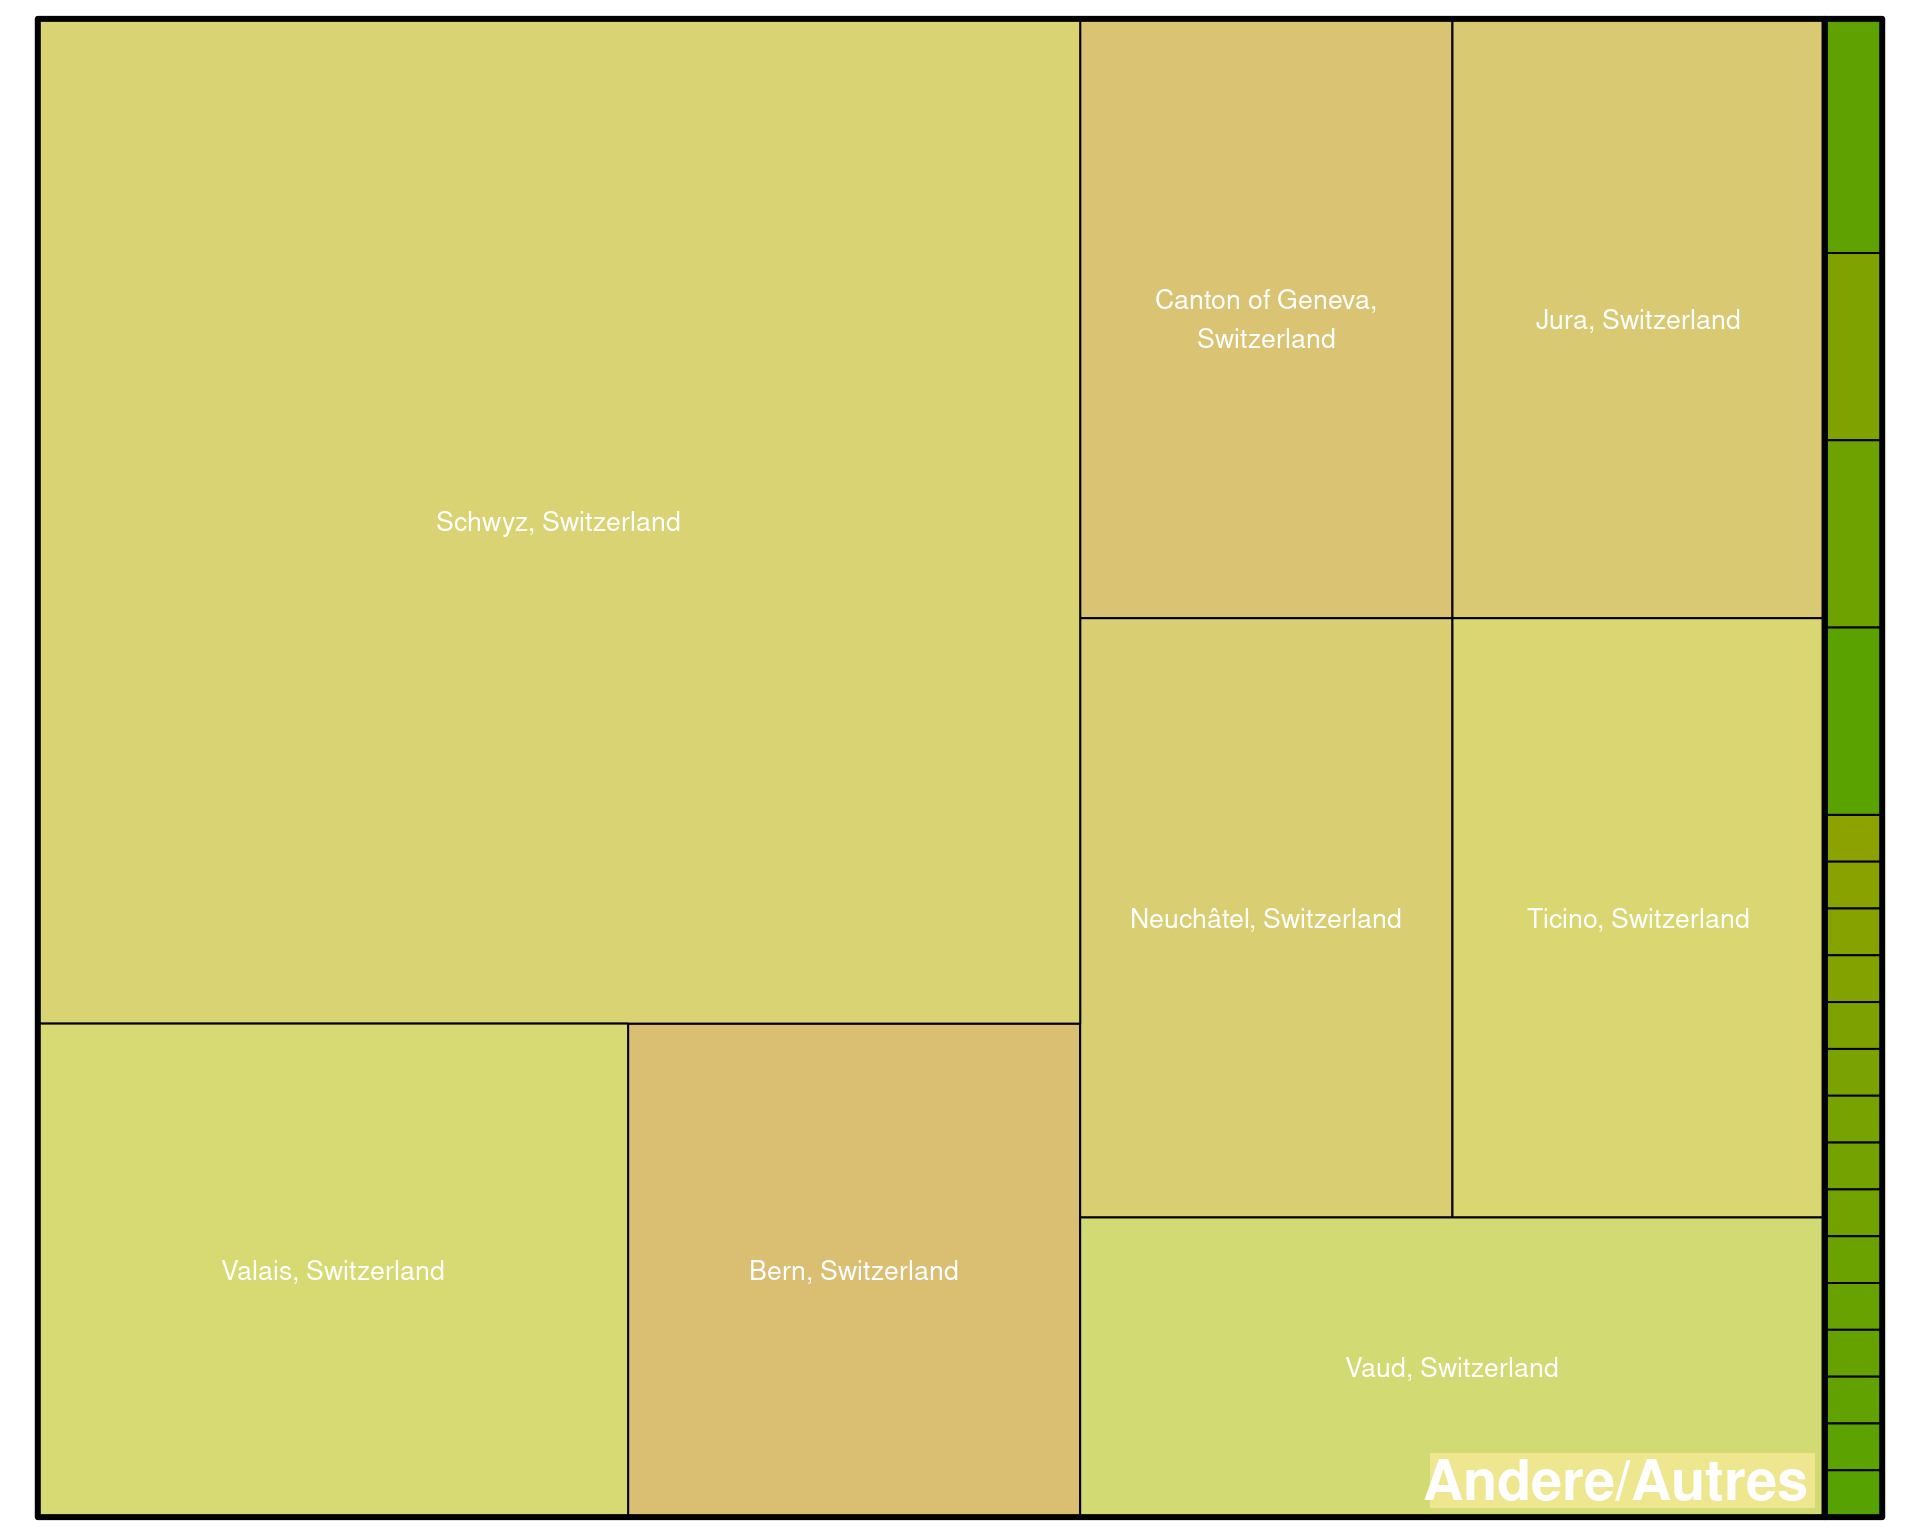 Canton of Geneva,
Switzerland
Jura, Switzerland
Schwyz, Switzerland
Neuchâtel, Switzerland
Ticino, Switzerland
Valais, Switzerland
Bern, Switzerland
Vaud, Switzerland
Andere/Autres